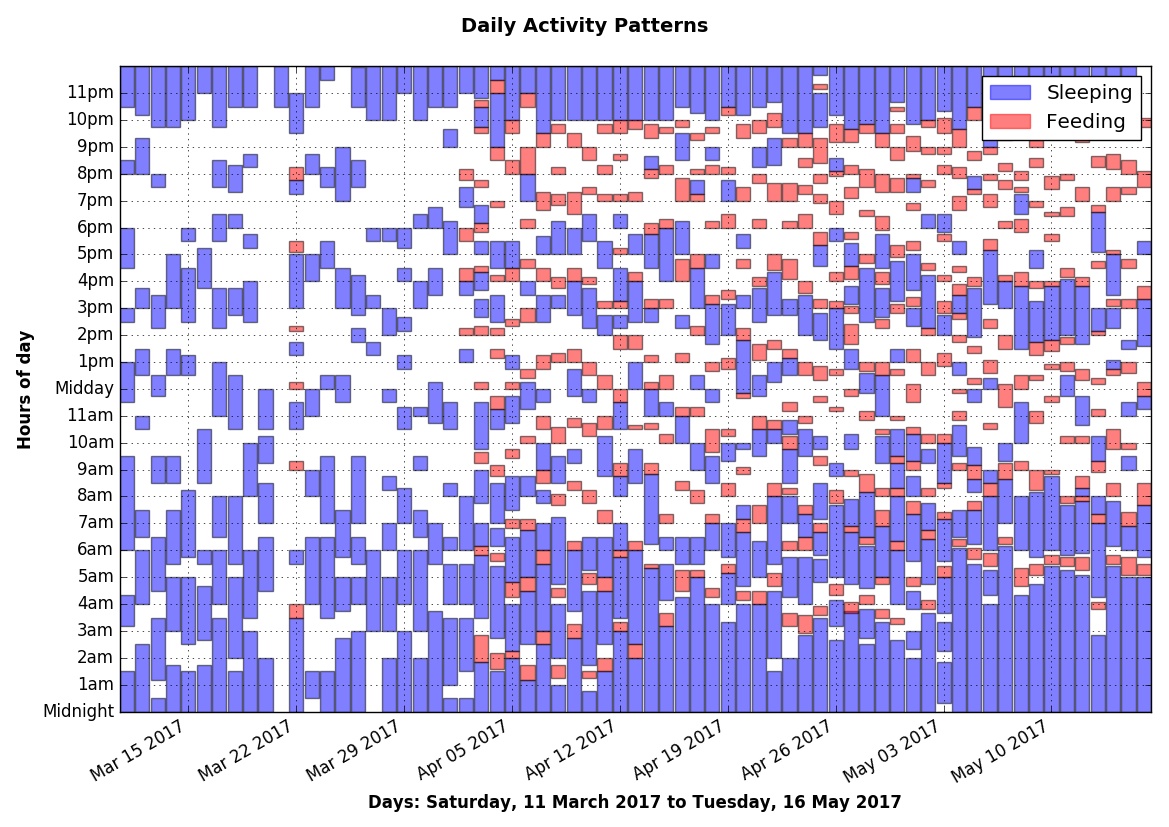 Daily Activity Patterns
Sleeping
Feeding
Hours of day
11pm
10pm
9pm
8pm
7pm
6pm
5pm
4pm
3pm
2pm
1pm
Midday
11am
10am
9am
8am
7am
6am
5am
4am
3am
2am
1am
Midnight
Mar 15 2017
Mar 22 2017
Mar 29 2017
Apr 05 2017
Apr 12 2017
Apr 19 2017
Apr 26 2017
May 03 2017
May 10 2017
Days: Saturday, 11 March 2017 to Tuesday, 16 May 2017